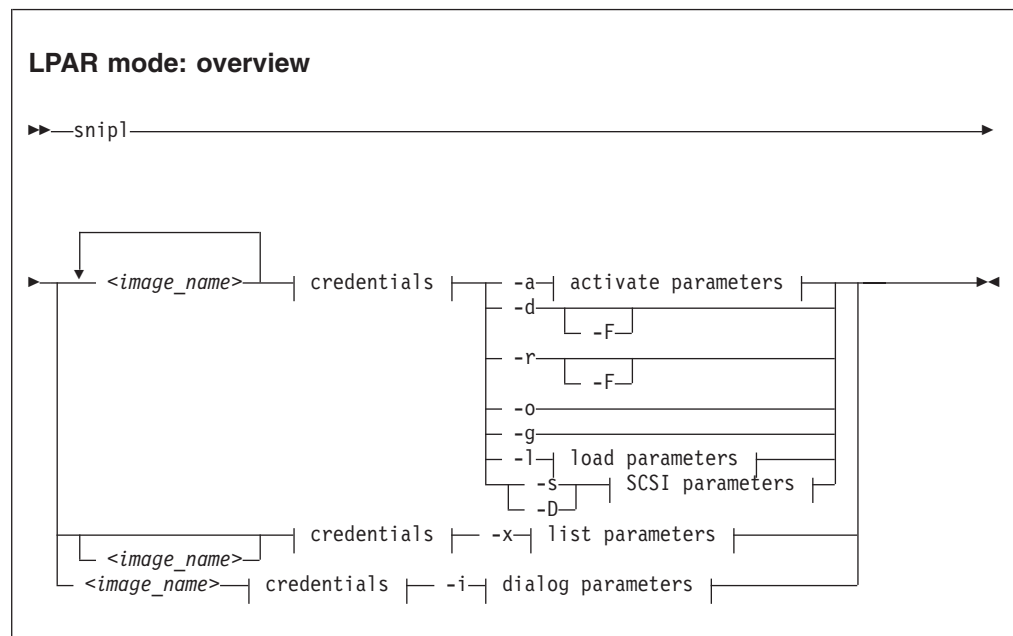 LPAR mode: overview
snipl
<image_name> credentials -a activate parameters
-d
-F
-r
-F
-o
-g
-l load parameters
-s SCSI parameters
-D
credentials -x list parameters
<image_name>
<image_name> credentials -i dialog parameters